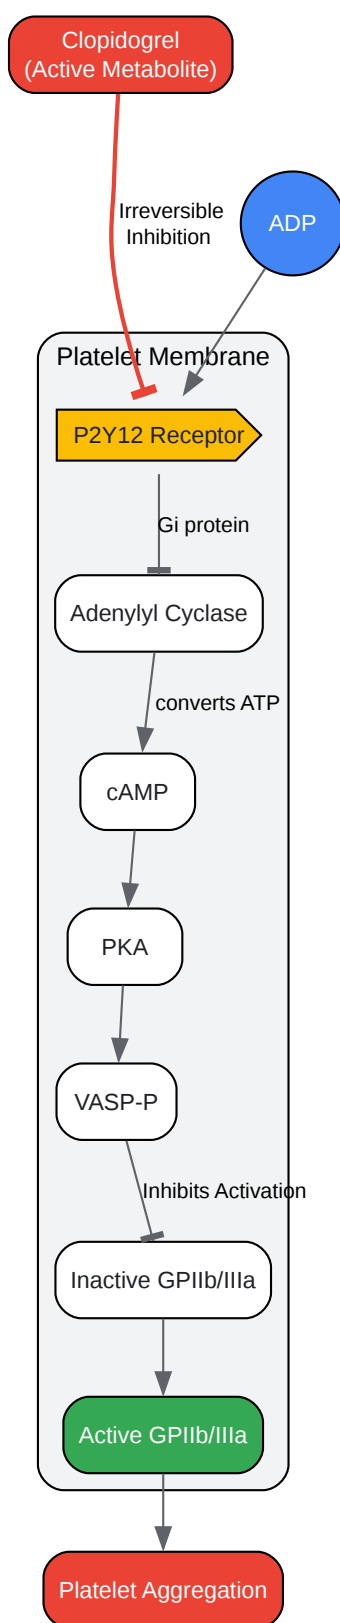 Clopidogrel
(Active Metabolite)
Irreversible
Inhibition
ADP
Platelet Membrane
P2Y12 Receptor
Gi protein
Adenylyl Cyclase
converts ATP
cAMP
PKA
VASP-P
Inhibits Activation
Inactive GPIIb/IIIa
Active GPIIb/IIIa
Platelet Aggregation